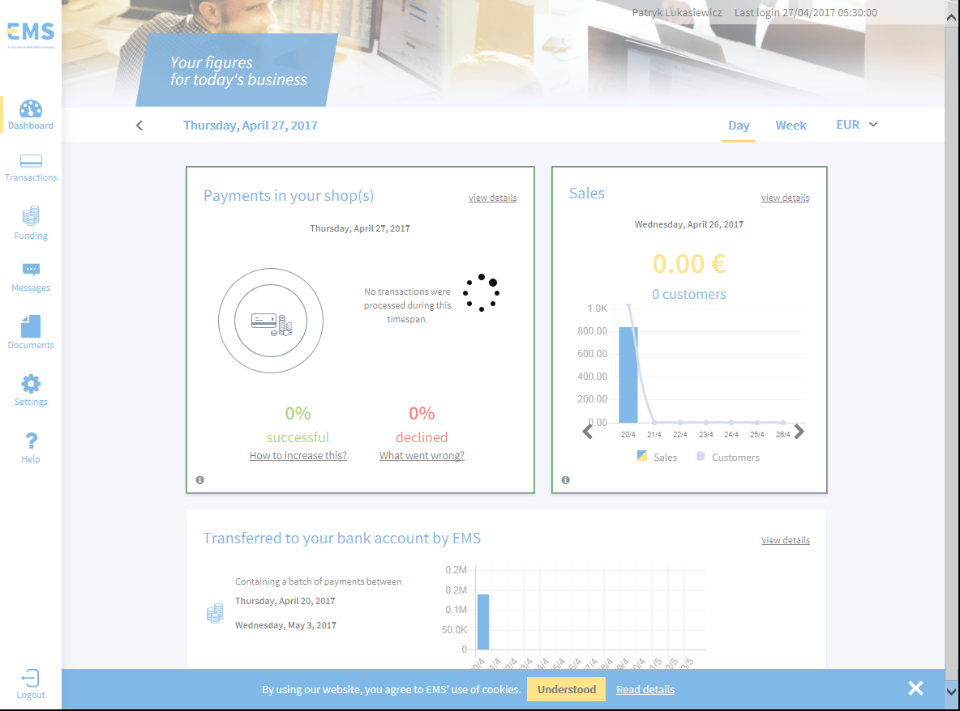 Patryk Lukasiewicz Last login 27/04/2017 05:30:00
EMS
Your figures
for today's business
Dashboard
Transactions
Funding
Messages
Documents
Settings
Help
Logout
Thursday, April 27, 2017
Day Week EUR
Payments in your shop(s)
view details
Thursday, April 27, 2017
No transactions were
processed during this
timespan.
0%
successful
How to increase this?
0%
declined
What went wrong?
Sales
view details
Wednesday, April 26, 2017
0.00 €
0 customers
1.0K
800.00
600.00
400.00
200.00
0.00
20/4 21/4 22/4 23/4 24/4 25/4 26/4
Sales Customers
Transferred to your bank account by EMS
view details
Containing a batch of payments between
Thursday, April 20, 2017
Wednesday, May 3, 2017
0.2M
0.2M
0.1M
50.0K
0
By using our website, you agree to EMS' use of cookies. Understood Read details